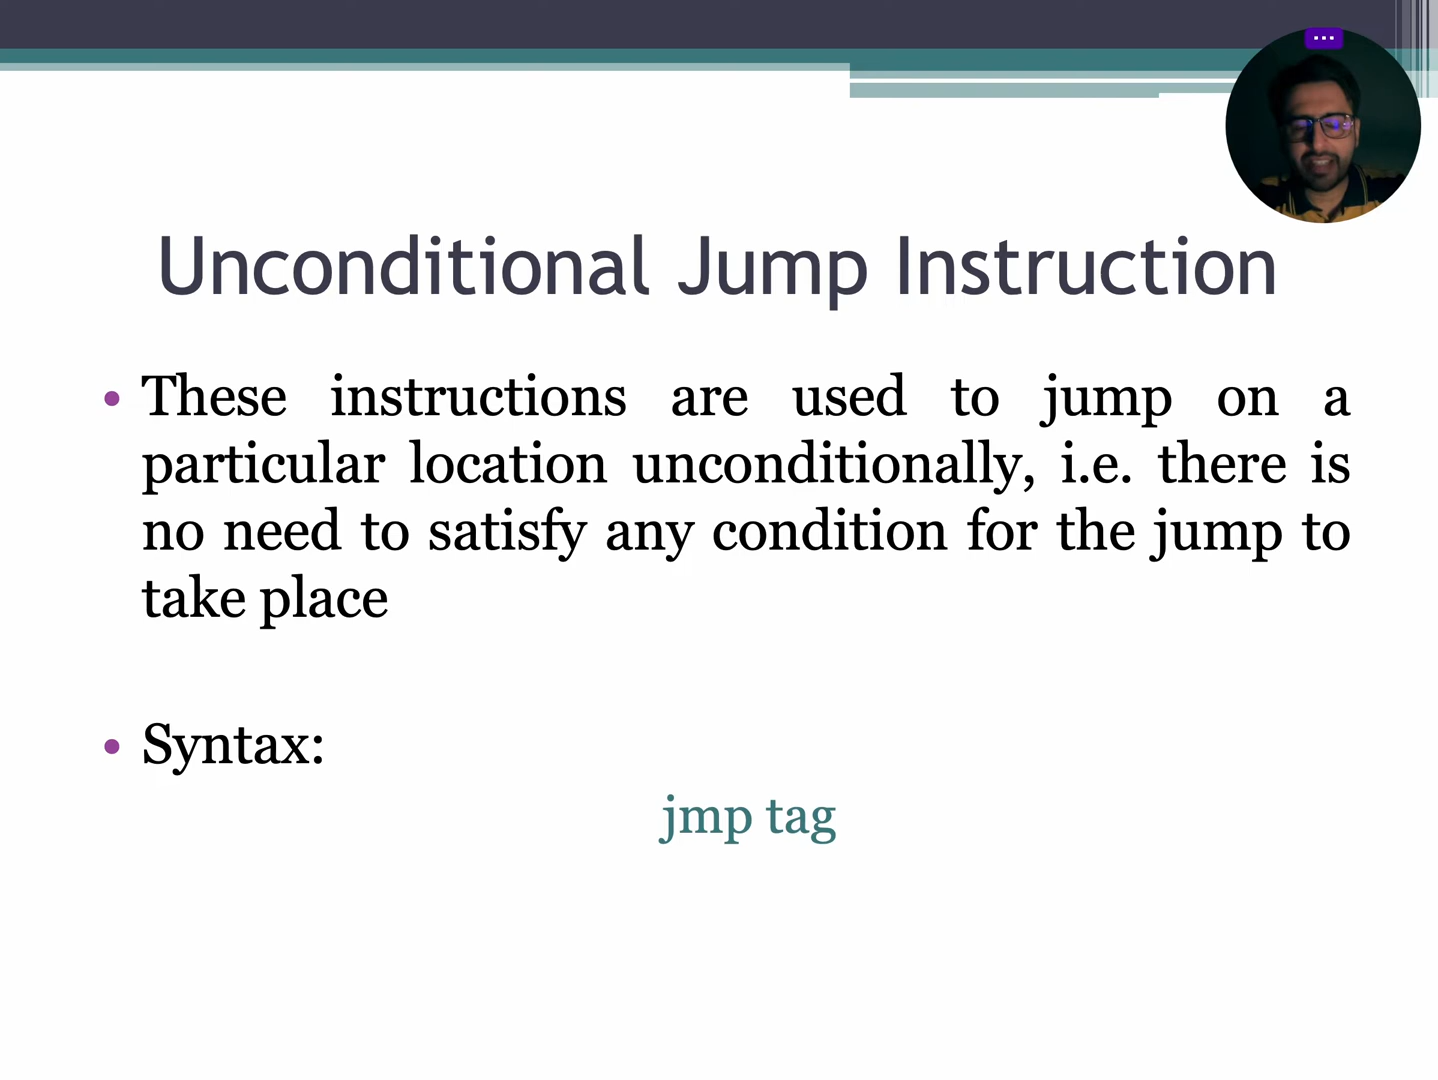 Unconditional Jump Instruction
• These instructions are used to jump on a
particular location unconditionally, i.e. there is
no need to satisfy any condition for the jump to
take place
• Syntax:
jmp tag